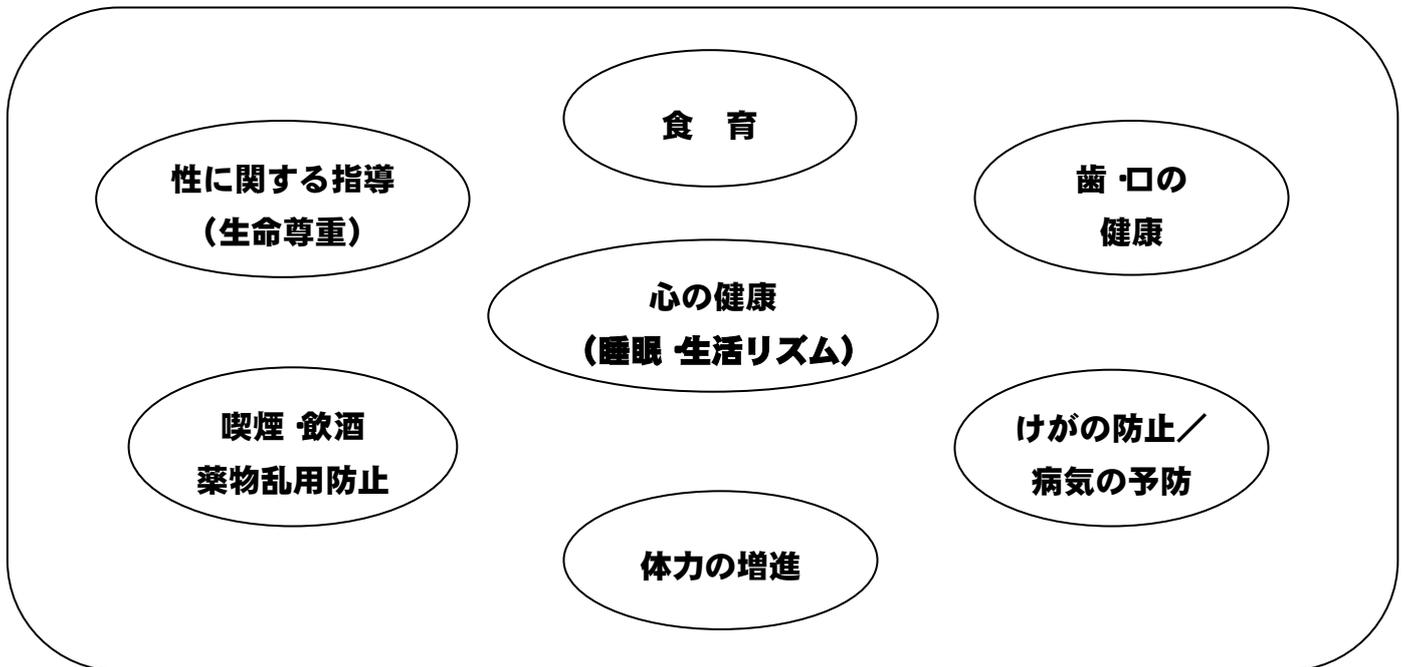 食　育
性に関する指導
（生命尊重）
歯・口の
健康
心の健康
（睡眠・生活リズム）
喫煙・飲酒
薬物乱用防止
けがの防止／
病気の予防
体力の増進